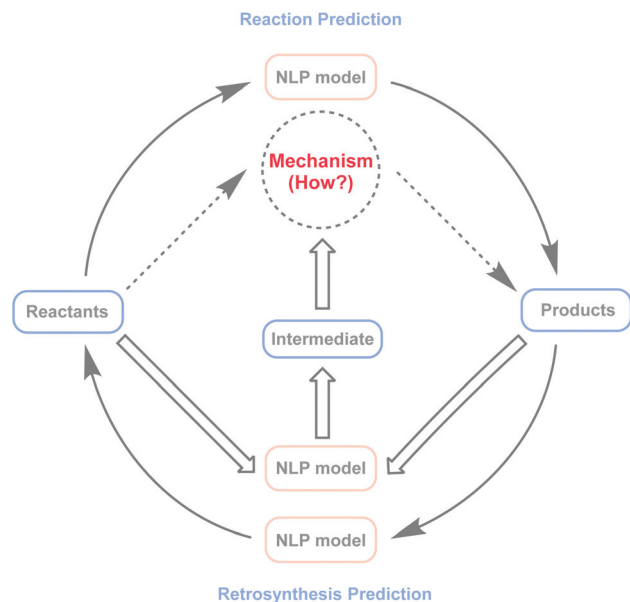 Reaction Prediction
NLP model
Mechanism
(How?)
Reactants
Products
Intermediate
NLP model
NLP model
Retrosynthesis Prediction